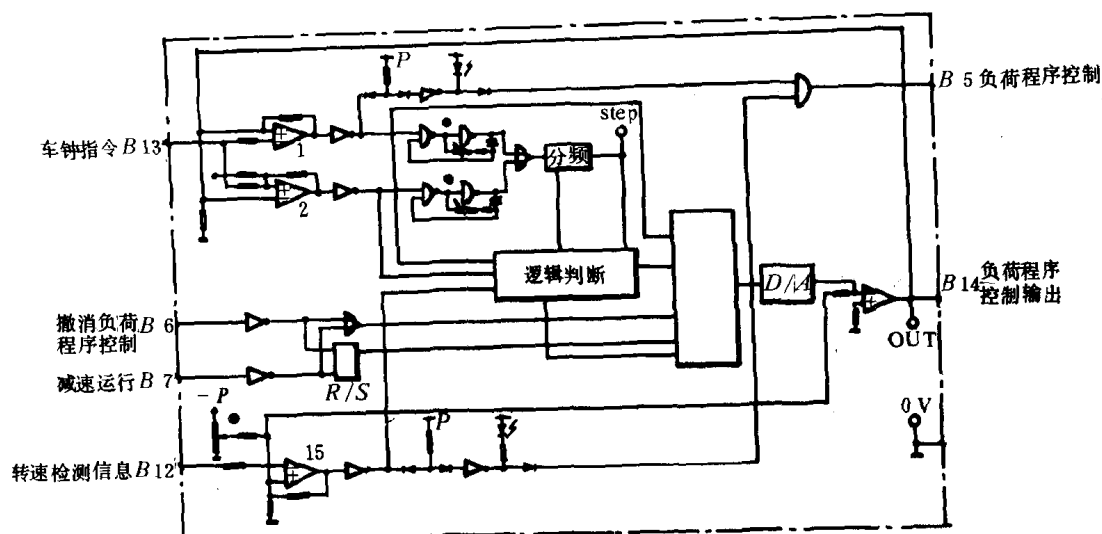 P
B 5 负荷程序控制
step
车钟指令 B 13
1
分频
2
逻辑判断
D/A
B 14 负荷程序
控制输出
撤消负荷 B 6
程序控制
OUT
减速运行 B 7
R/S
- P
P
0 V
15
转速检测信息 B 12